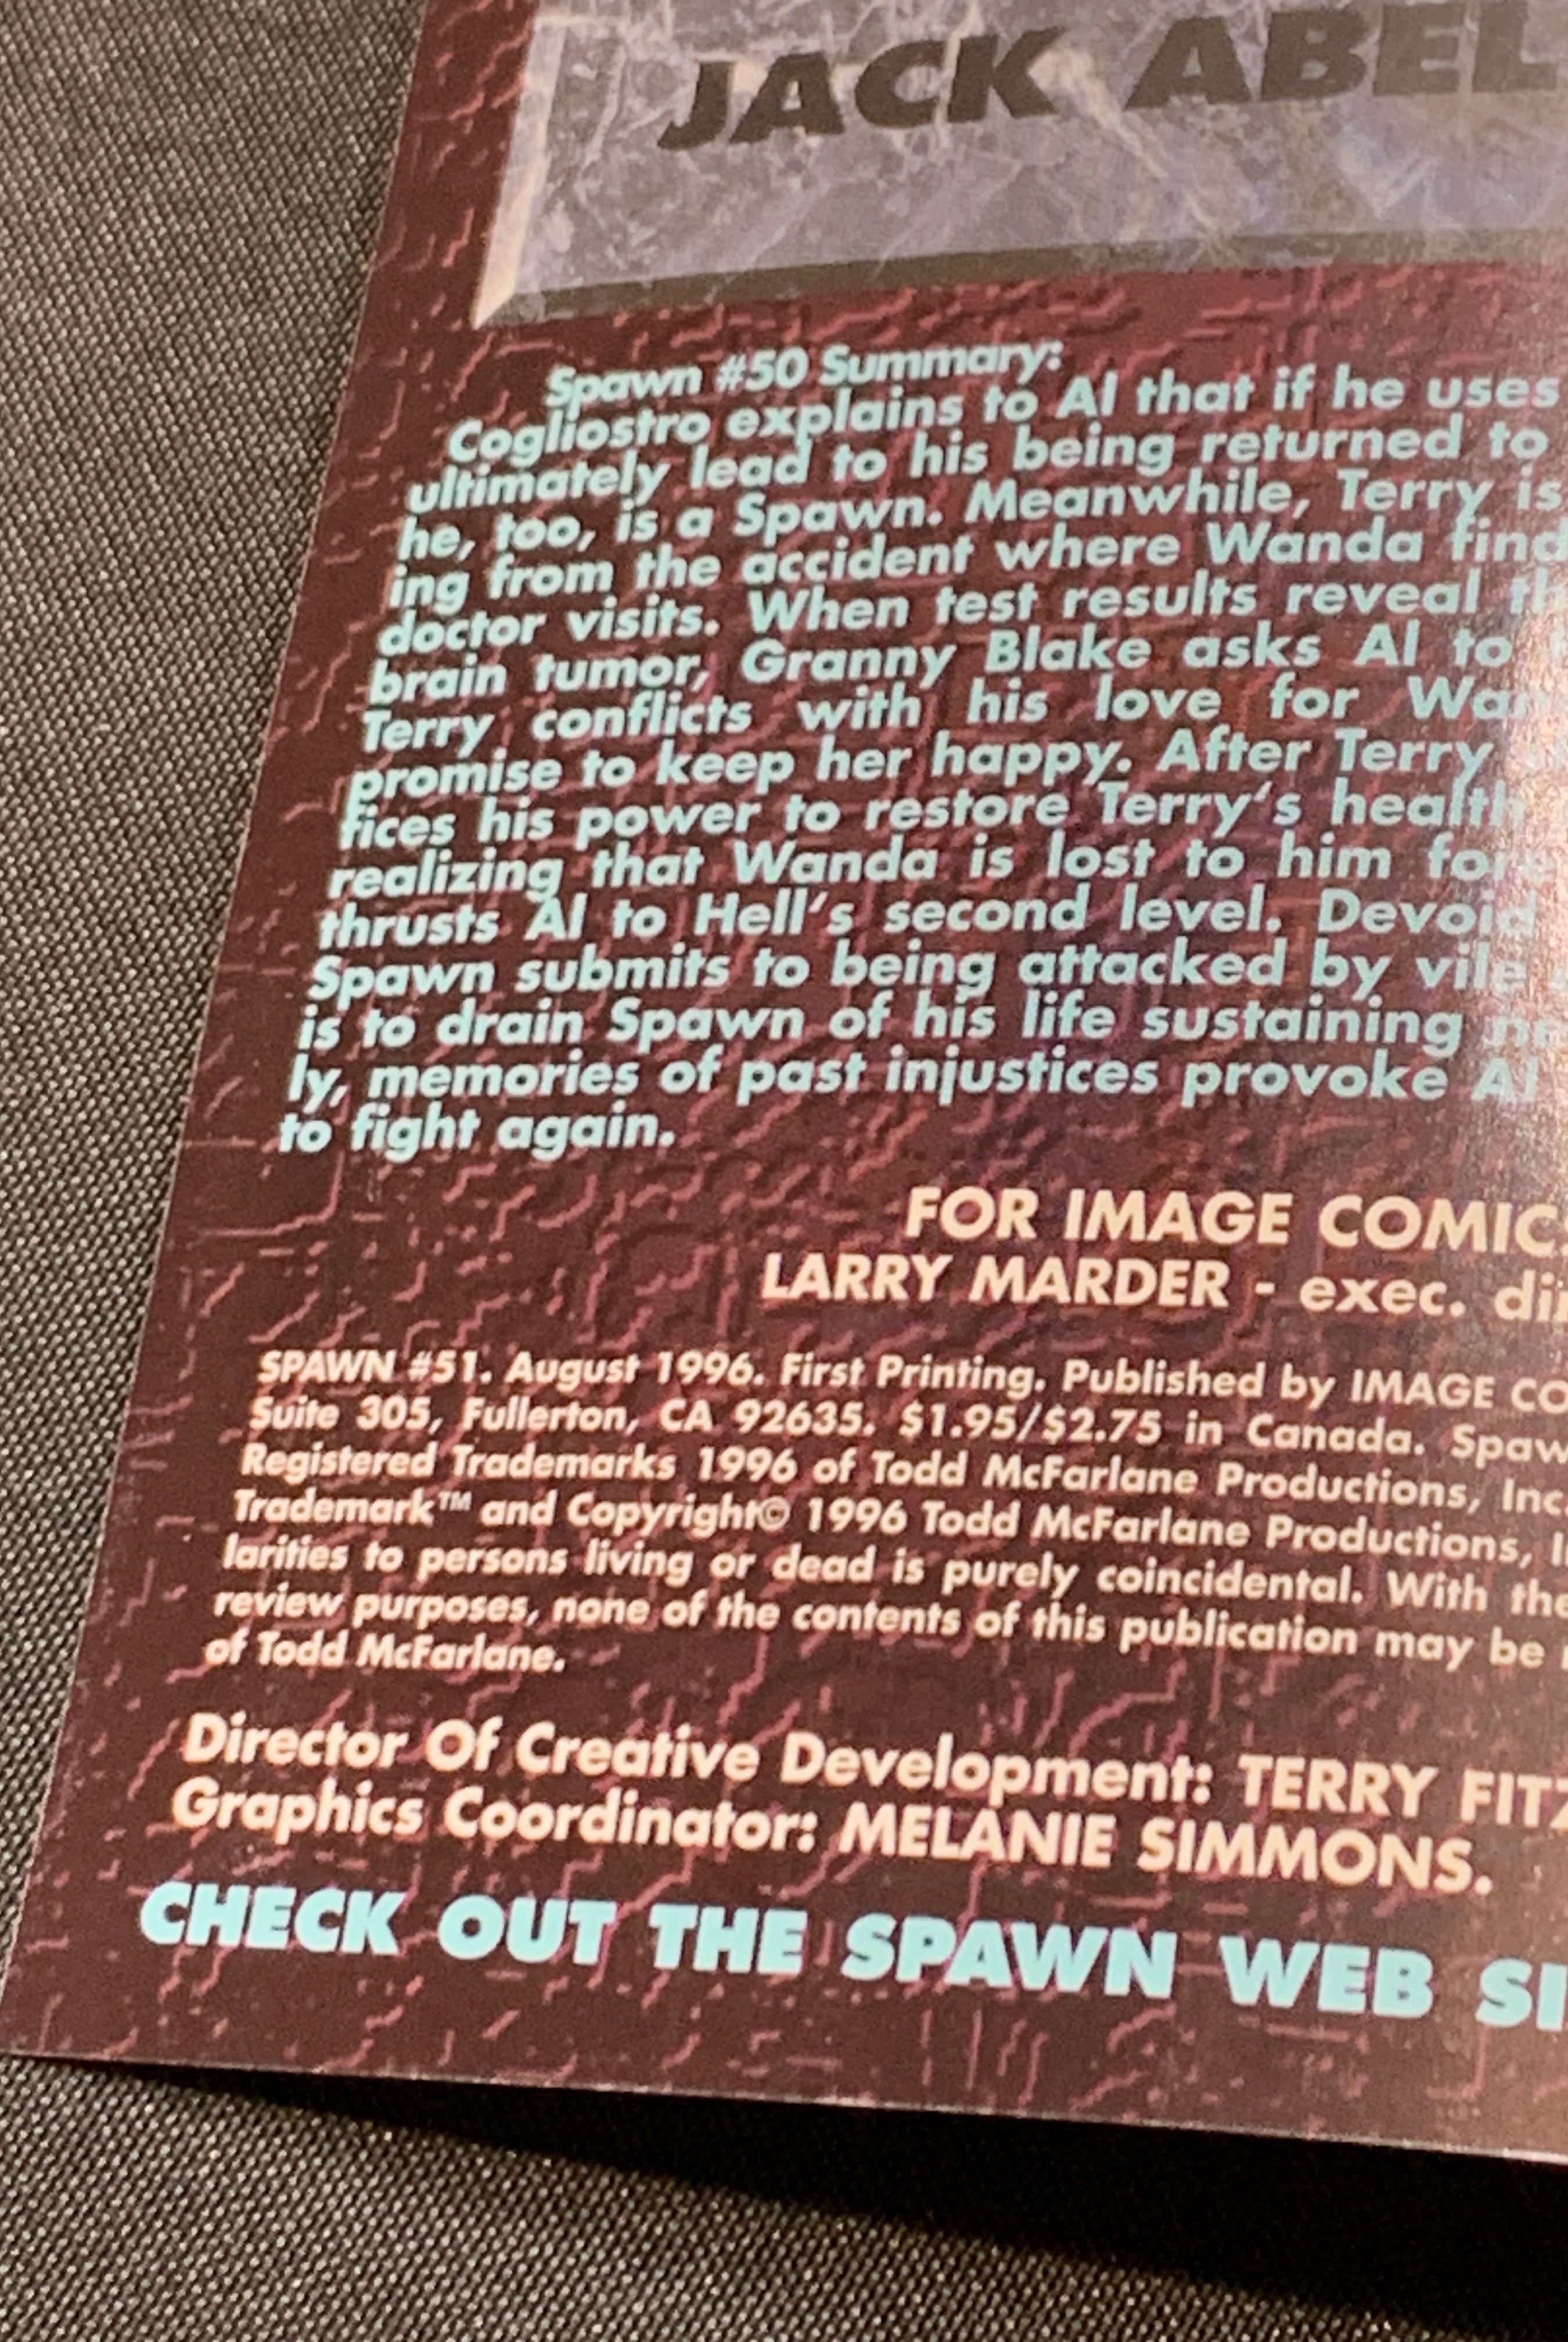 JACK ABEL
Spawn #50 Summary:
Cogliostro explains to Al that if he uses
ultimately lead to his being returned to
he, too, is a Spawn. Meanwhile, Terry is
ing from the accident where Wanda find
doctor visits. When test results reveal
brain tumor, Granny Blake asks Al to
Terry conflicts with his love for
promise to keep her happy. After Terry
fices his power to restore Terry's health
realizing that Wanda is lost to him
thrusts Al to Hell's second level. Devoid
Spawn submits to being attacked by vile
is to drain Spawn of his life sustaining
ly, memories of past injustices provoke Al
to fight again.
FOR IMAGE COMIC
LARRY MARDER - exec.
SPAWN #51. August 1996. First Printing. Published by IMAGE CO
Suite 305, Fullerton, CA 92635. $1.95/$2.75 in Canada. Spaw
Registered Trademarks 1996 of Todd McFarlane Productions, Inc
Trademark™ and Copyright© 1996 Todd McFarlane Productions, I
larities to persons living or dead is purely coincidental. With the
review purposes, none of the contents of this publication may be
of Todd McFarlane.
Director Of Creative Development: TERRY FITZ
Graphics Coordinator: MELANIE SIMMONS.
CHECK OUT THE SPAWN WEB SI